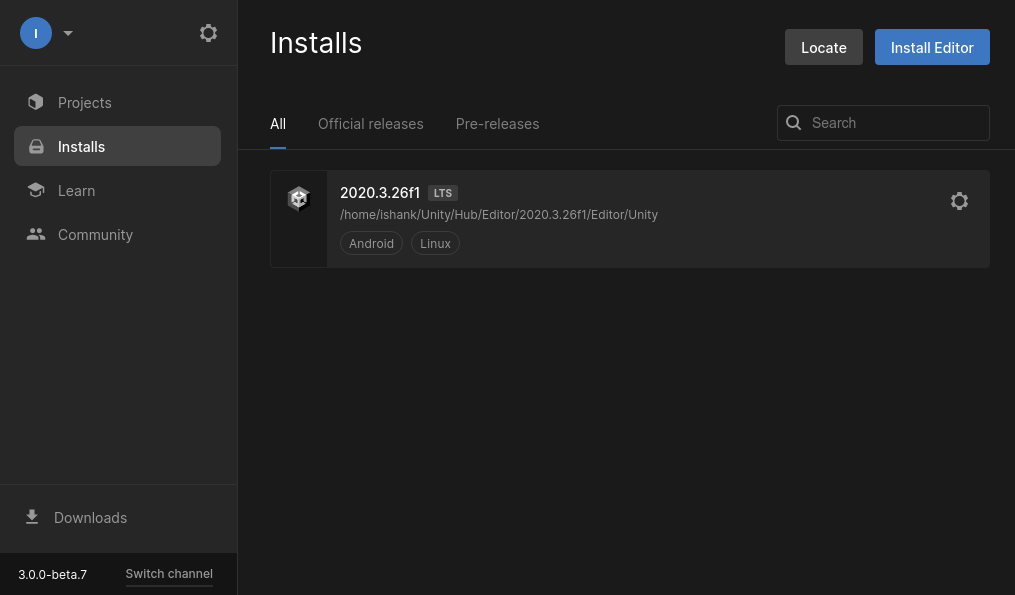 I
Projects
Installs
Learn
Community
Downloads
3.0.0-beta.7 Switch channel
Installs
Locate Install Editor
All Official releases Pre-releases Search
2020.3.26f1 LTS
/home/ishank/Unity/Hub/Editor/2020.3.26f1/Editor/Unity
Android Linux